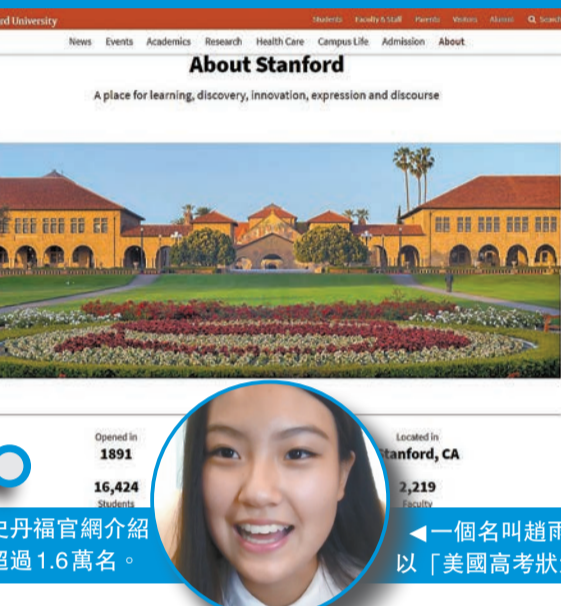 rd University
Students Faculty & Staff Parents Visitors Alumni Search
News Events Academics Research Health Care Campus Life Admission About
About Stanford
A place for learning, discovery, innovation, expression and discourse
Opened in
1891
16,424
Students
Located in
Stanford, CA
2,219
Faculty
史丹福官網介紹
超過1.6萬名。
◀一個名叫趙雨
以「美國高考狀